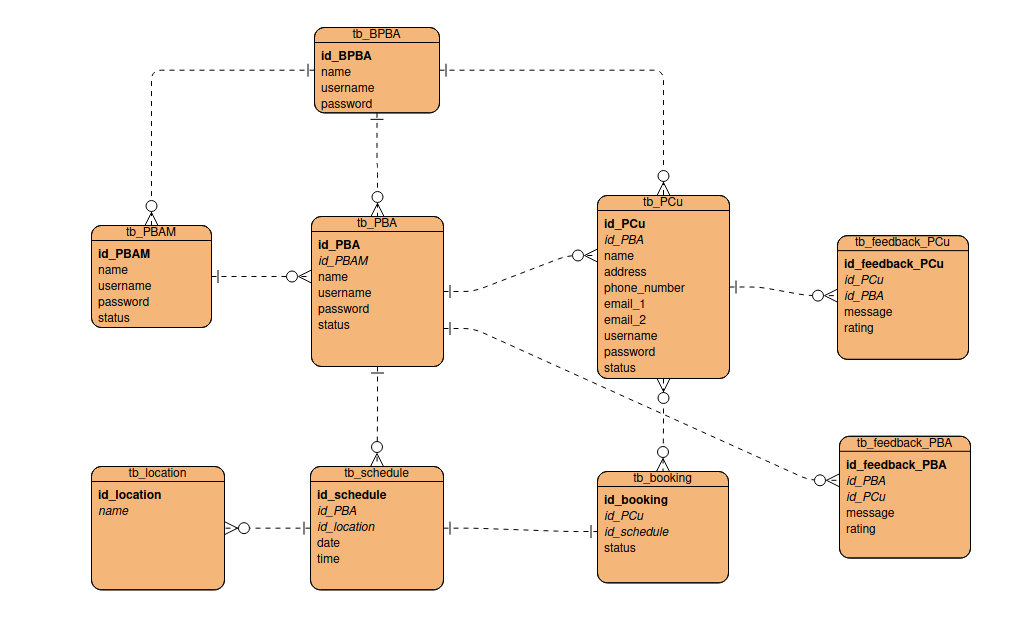 tb_BPBA
id_BPBA
name
username
password
tb_PBAM
id_PBAM
name
username
password
status
tb_PBA
id_PBA
id_PBAM
name
username
password
status
tb_PCu
id_PCu
id_PBA
name
address
phone_number
email_1
email_2
username
password
status
tb_feedback_PCu
id_feedback_PCu
id_PCu
id_PBA
message
rating
tb_location
id_location
name
tb_schedule
id_schedule
id_PBA
id_location
date
time
tb_booking
id_booking
id_PCu
id_schedule
status
tb_feedback_PBA
id_feedback_PBA
id_PBA
id_PCu
message
rating